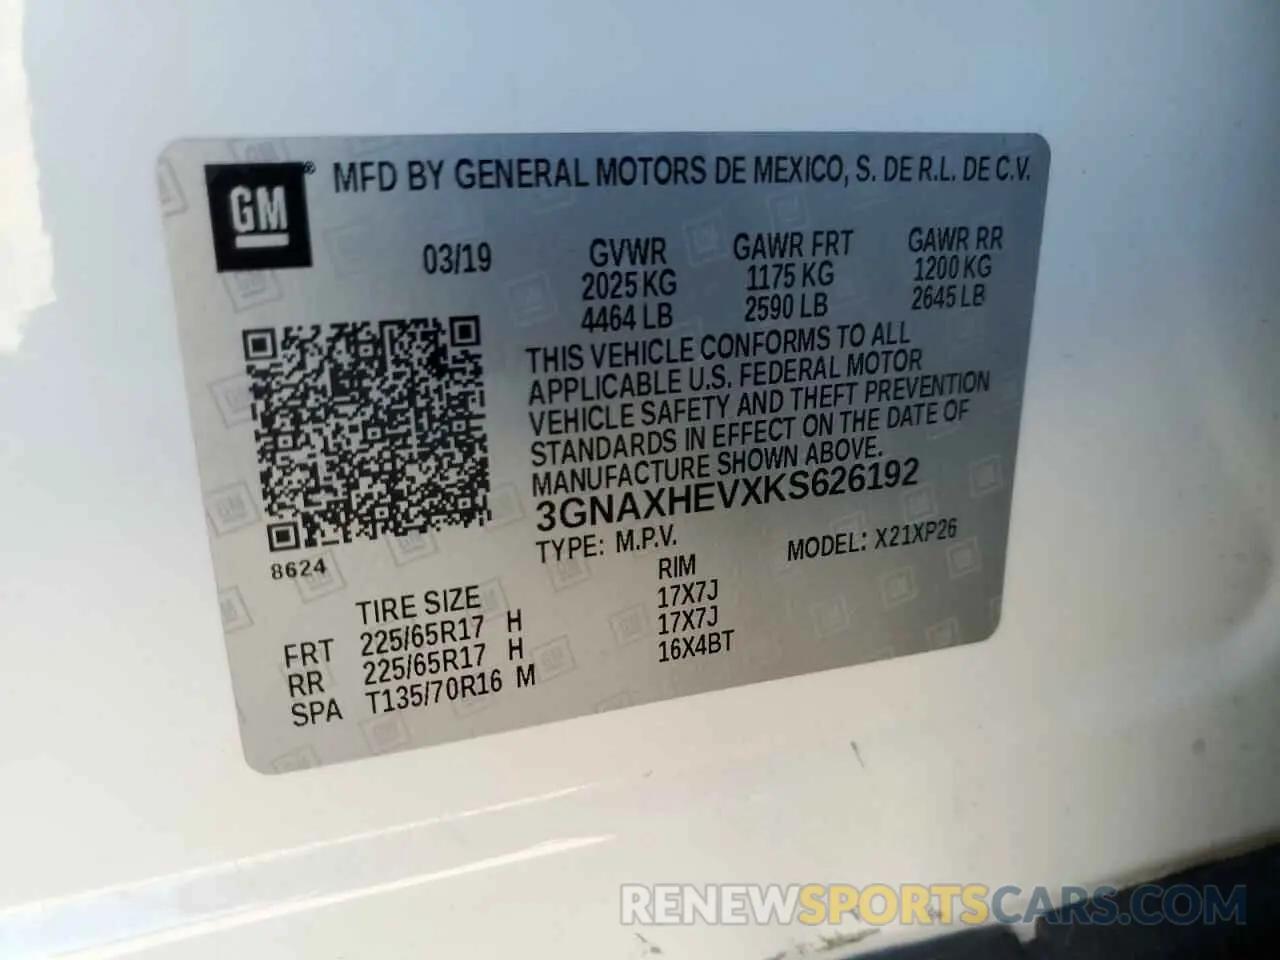 GM® MFD BY GENERAL MOTORS DE MEXICO, S. DE R.L. DE C.V.
03/19
GVWR GAWR FRT GAWR RR
2025 KG 1175 KG 1200 KG
4464 LB 2590 LB 2645 LB
THIS VEHICLE CONFORMS TO ALL
APPLICABLE U.S. FEDERAL MOTOR
VEHICLE SAFETY AND THEFT PREVENTION
STANDARDS IN EFFECT ON THE DATE OF
MANUFACTURE SHOWN ABOVE.
3GNAXHEVXKS626192
TYPE: M.P.V. MODEL: X21XP26
8624
TIRE SIZE RIM
FRT 225/65R17 H 17X7J
RR 225/65R17 H 17X7J
SPA T135/70R16 M 16X4BT
RENEWSPORTSCARS.COM